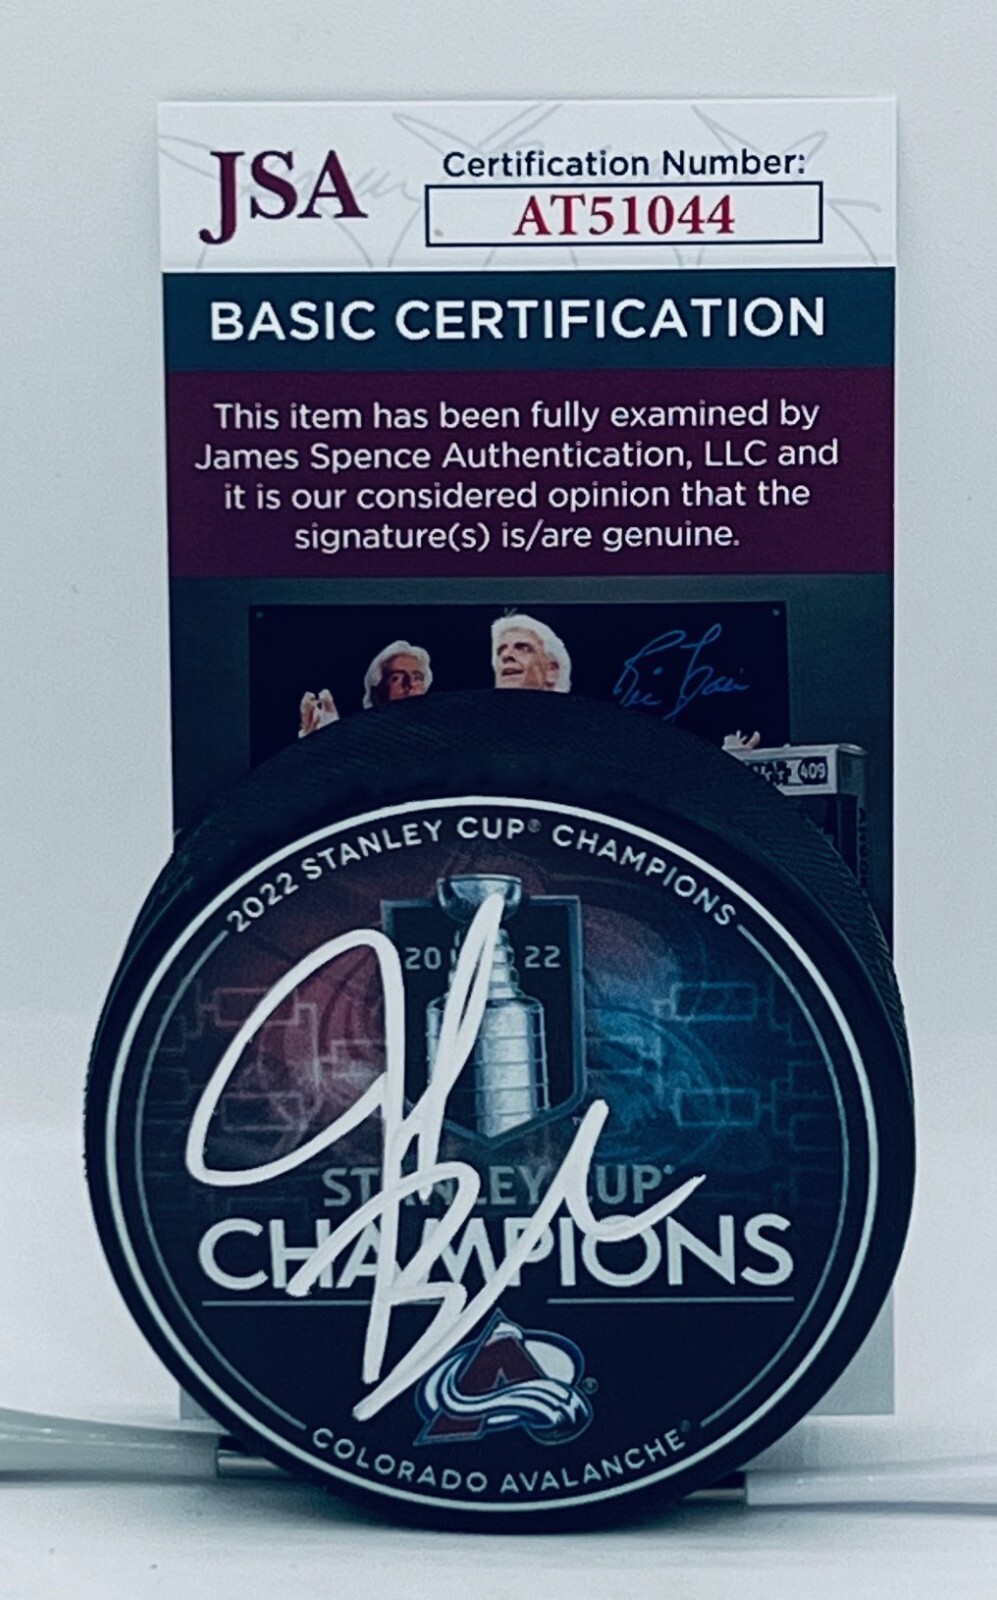 JSA
Certification Number:
AT51044
BASIC CERTIFICATION
This item has been fully examined by
James Spence Authentication, LLC and
it is our considered opinion that the
signature(s) is/are genuine.
409
2022 STANLEY CUP® CHAMPIONS
20 22
STANLEY CUP®
CHAMPIONS
A
COLORADO AVALANCHE®